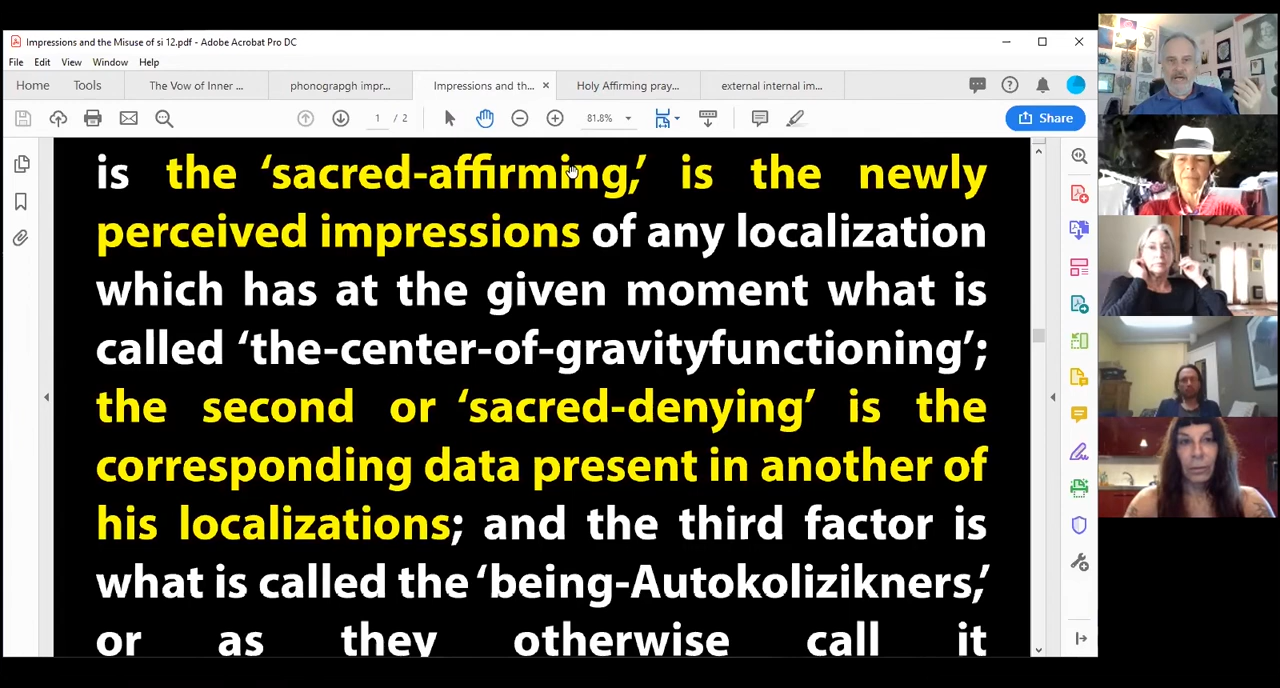 Impressions and the Misuse of si 12.pdf - Adobe Acrobat Pro DC
File Edit View Window Help
Home Tools The Vow of Inner ... phonograpgh impr... Impressions and th... × Holy Affirming pray... external internal im...
1 / 2 81.8% Share
is the ‘sacred-affirming,’ is the newly
perceived impressions of any localization
which has at the given moment what is
called ‘the-center-of-gravityfunctioning’;
the second or ‘sacred-denying’ is the
corresponding data present in another of
his localizations; and the third factor is
what is called the ‘being-Autokolizikners,’
or as they otherwise call it